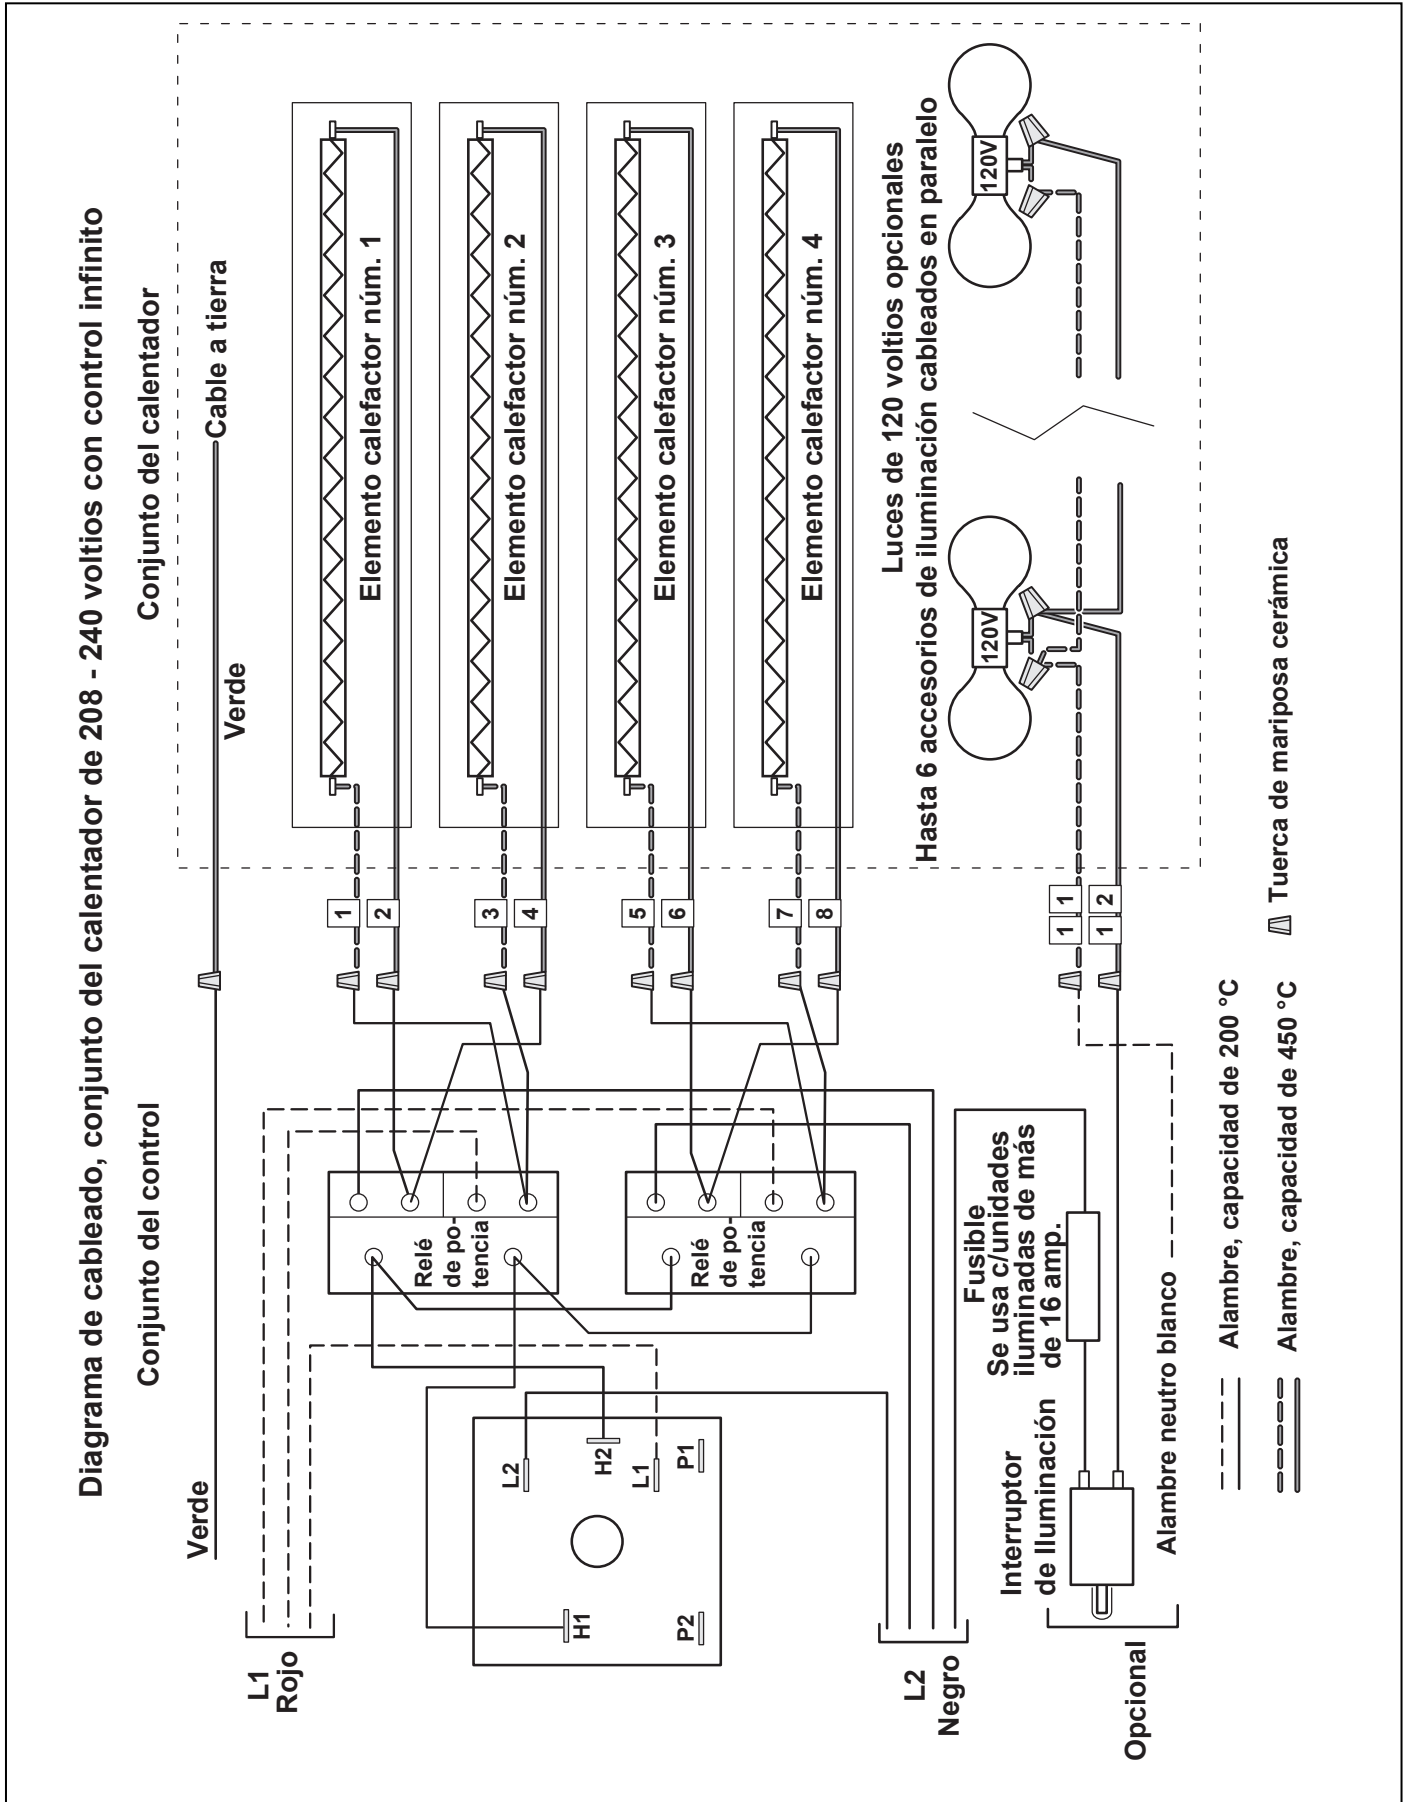 Diagrama de cableado, conjunto del calentador de 208 - 240 voltios con control infinito
Conjunto del control
Conjunto del calentador
Verde
Verde
Cable a tierra
L1
Rojo
1
2
3
4
5
6
7
8
Elemento calefactor núm. 1
Elemento calefactor núm. 2
Elemento calefactor núm. 3
Elemento calefactor núm. 4
Relé
de po-
tencia
Relé
de po-
tencia
L2
H2
L1
P1
H1
P2
L2
Negro
Luces de 120 voltios opcionales
Hasta 6 accesorios de iluminación cableados en paralelo
120V
120V
1 1
1 2
Fusible
Se usa c/unidades
iluminadas de más
de 16 amp.
Interruptor
de Iluminación
Opcional
Alambre neutro blanco
Alambre, capacidad de 200 °C
Alambre, capacidad de 450 °C
Tuerca de mariposa cerámica